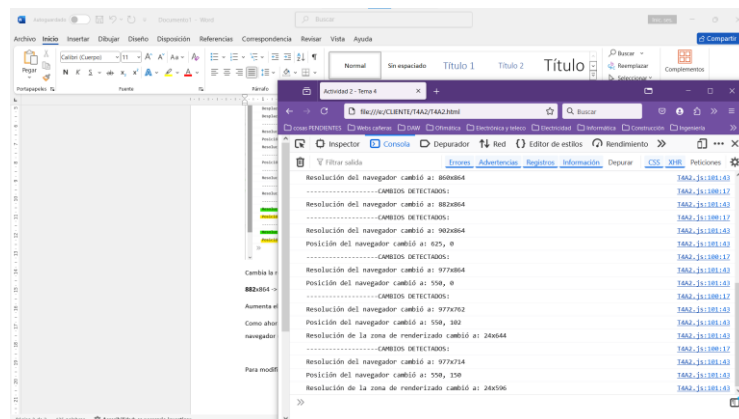 Autoguardado
Documento1 - Word
Buscar
Archivo Inicio Insertar Dibujar Diseño Disposición Referencias Correspondencia Revisar Vista Ayuda
Compartir
Pegar
Calibri (Cuerpo) 11
N K S
Normal
Sin espaciado
Título 1
Título 2
Título
Buscar
Reemplazar
Seleccionar
Complementos
Portapapeles
Fuente
Párrafo
Actividad 2 - Tema 4
file:///e:/CLIENTE/T4A2/T4A2.html
Buscar
cosas PENDIENTES Webs cañeras DAW Ofimática Electrónica y teleco Electricidad Informática Construcción Ingeniería
Inspector Consola Depurador Red Editor de estilos Rendimiento
Filtrar salida
Errores Advertencias Registros Información Depurar CSS XHR Peticiones
Resolución del navegador cambió a: 860x864 T4A2.js:101:43
-------------------CAMBIOS DETECTADOS: T4A2.js:100:17
Resolución del navegador cambió a: 882x864 T4A2.js:101:43
-------------------CAMBIOS DETECTADOS: T4A2.js:100:17
Resolución del navegador cambió a: 902x864 T4A2.js:101:43
Posición del navegador cambió a: 625, 0 T4A2.js:101:43
-------------------CAMBIOS DETECTADOS: T4A2.js:100:17
Resolución del navegador cambió a: 977x864 T4A2.js:101:43
Posición del navegador cambió a: 550, 0 T4A2.js:101:43
-------------------CAMBIOS DETECTADOS: T4A2.js:100:17
Resolución del navegador cambió a: 977x762 T4A2.js:101:43
Posición del navegador cambió a: 550, 102 T4A2.js:101:43
Resolución de la zona de renderizado cambió a: 24x644 T4A2.js:101:43
-------------------CAMBIOS DETECTADOS: T4A2.js:100:17
Resolución del navegador cambió a: 977x714 T4A2.js:101:43
Posición del navegador cambió a: 550, 150 T4A2.js:101:43
Resolución de la zona de renderizado cambió a: 24x596 T4A2.js:101:43
Cambia la
882x864 ->
Aumenta el
Como ahor
navegador
Para modifi